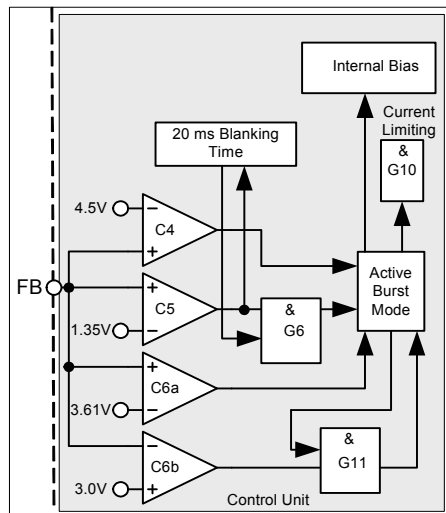 Internal Bias
Current
Limiting
20 ms Blanking
Time
&
G10
4.5V
−
C4
+
FB
+
C5
−
1.35V
&
G6
Active
Burst
Mode
+
C6a
3.61V
−
−
C6b
+
3.0V
&
G11
Control Unit